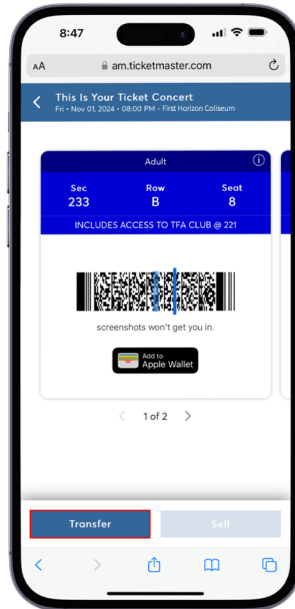 8:47
AA am.ticketmaster.com
This Is Your Ticket Concert
Fri • Nov 01, 2024 • 08:00 PM - First Horizon Coliseum
Adult
Sec Row Seat
233 B 8
INCLUDES ACCESS TO TFA CLUB @ 221
screenshots won't get you in.
Add to
Apple Wallet
1 of 2
Transfer Sell